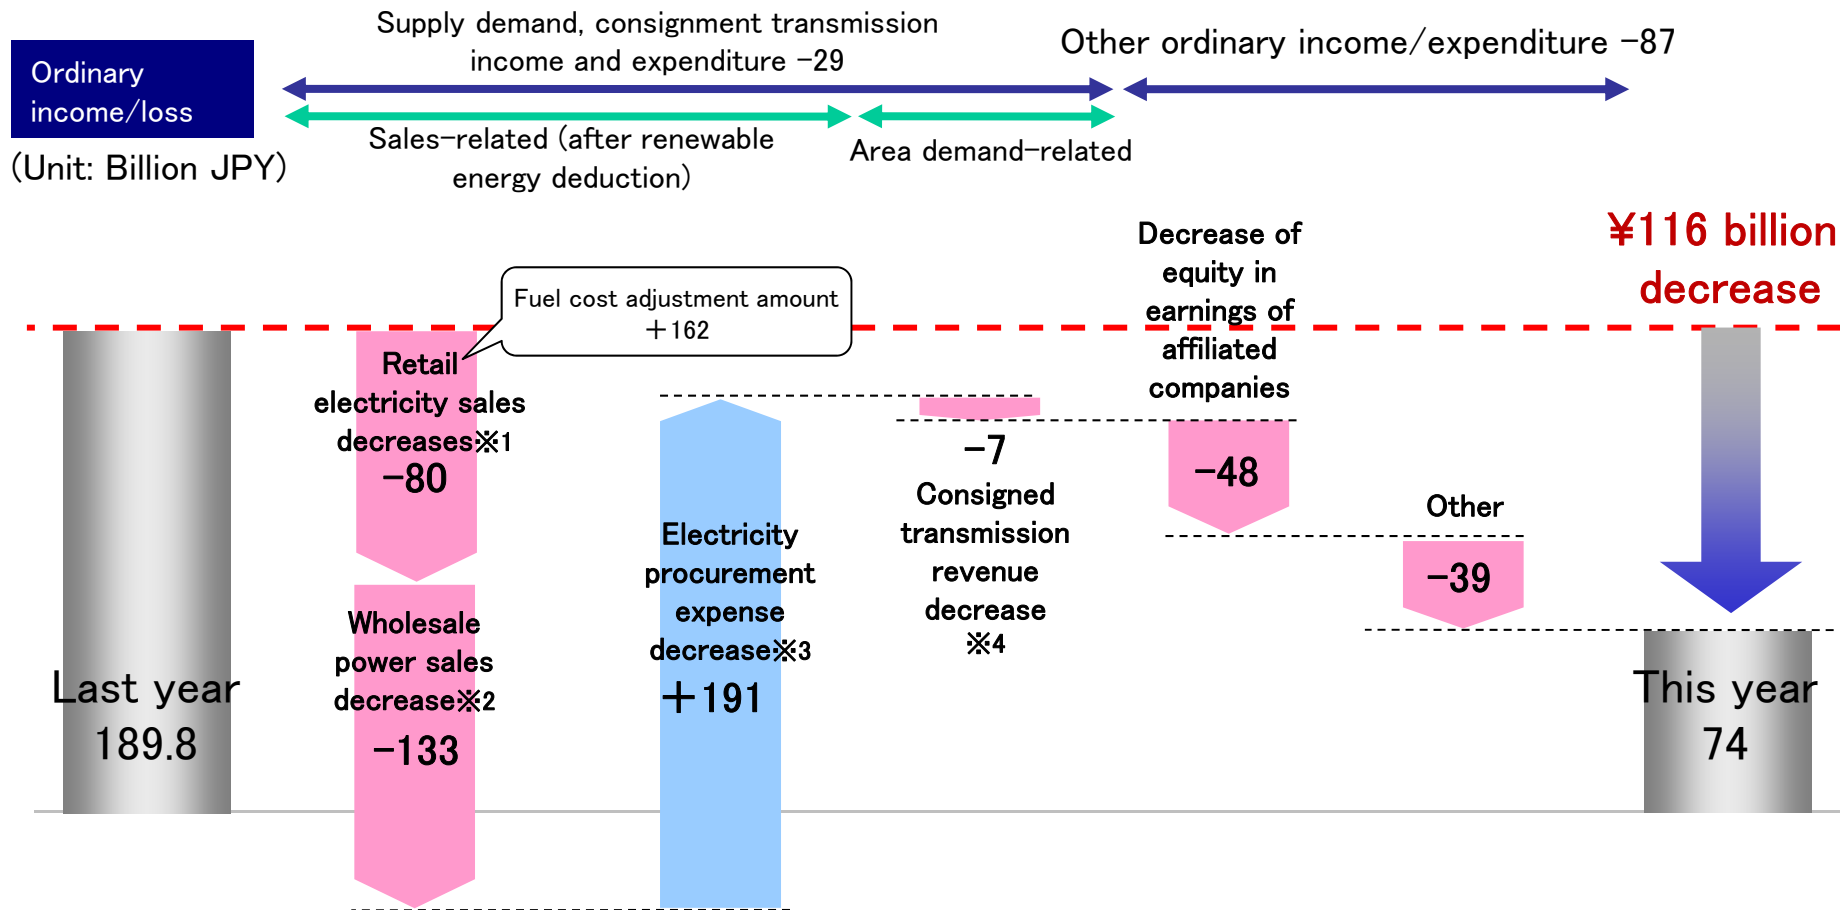 Ordinary
income/loss
(Unit: Billion JPY)
Supply demand, consignment transmission
income and expenditure −29
Other ordinary income/expenditure −87
Sales−related (after renewable
energy deduction)
Area demand−related
¥116 billion
decrease
Fuel cost adjustment amount
＋162
Retail
electricity sales
decreases※1
−80
Wholesale
power sales
decrease※2
−133
Electricity
procurement
expense
decrease※3
＋191
−7
Consigned
transmission
revenue
decrease
※4
Decrease of
equity in
earnings of
affiliated
companies
−48
Other
−39
Last year
189.8
This year
74